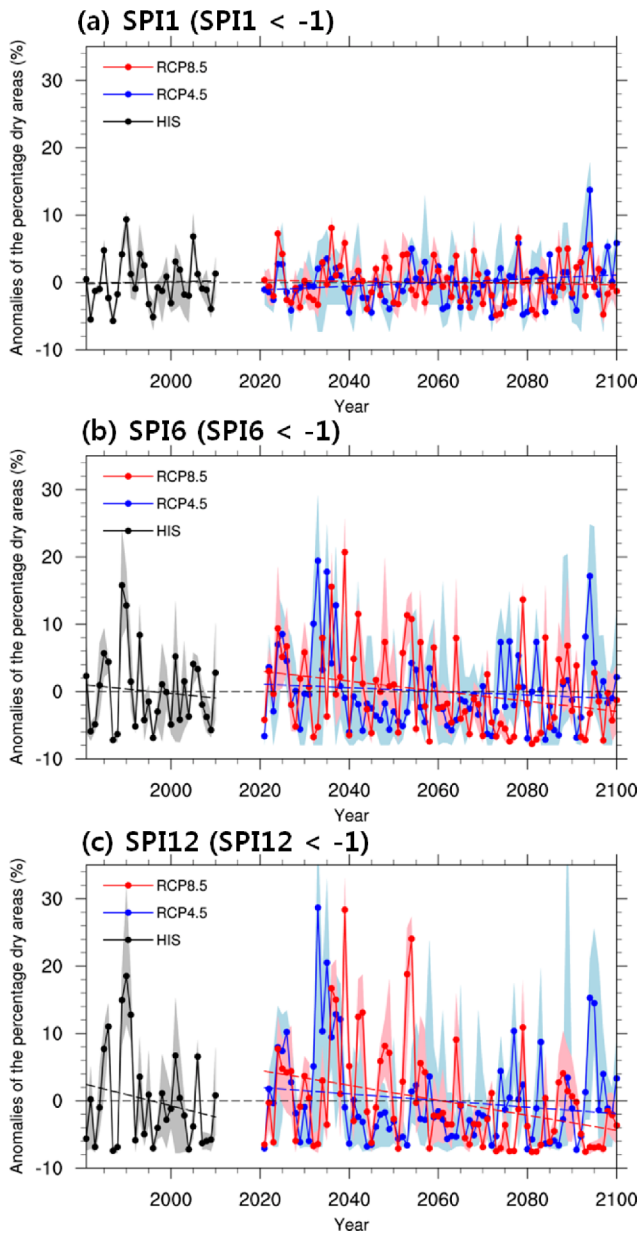 (a) SPI1 (SPI1 < -1)
Anomalies of the percentage dry areas (%)
30
20
10
0
-10
RCP8.5
RCP4.5
HIS
2000 2020 2040 2060 2080 2100
Year
(b) SPI6 (SPI6 < -1)
Anomalies of the percentage dry areas (%)
30
20
10
0
-10
RCP8.5
RCP4.5
HIS
2000 2020 2040 2060 2080 2100
Year
(c) SPI12 (SPI12 < -1)
Anomalies of the percentage dry areas (%)
30
20
10
0
-10
RCP8.5
RCP4.5
HIS
2000 2020 2040 2060 2080 2100
Year